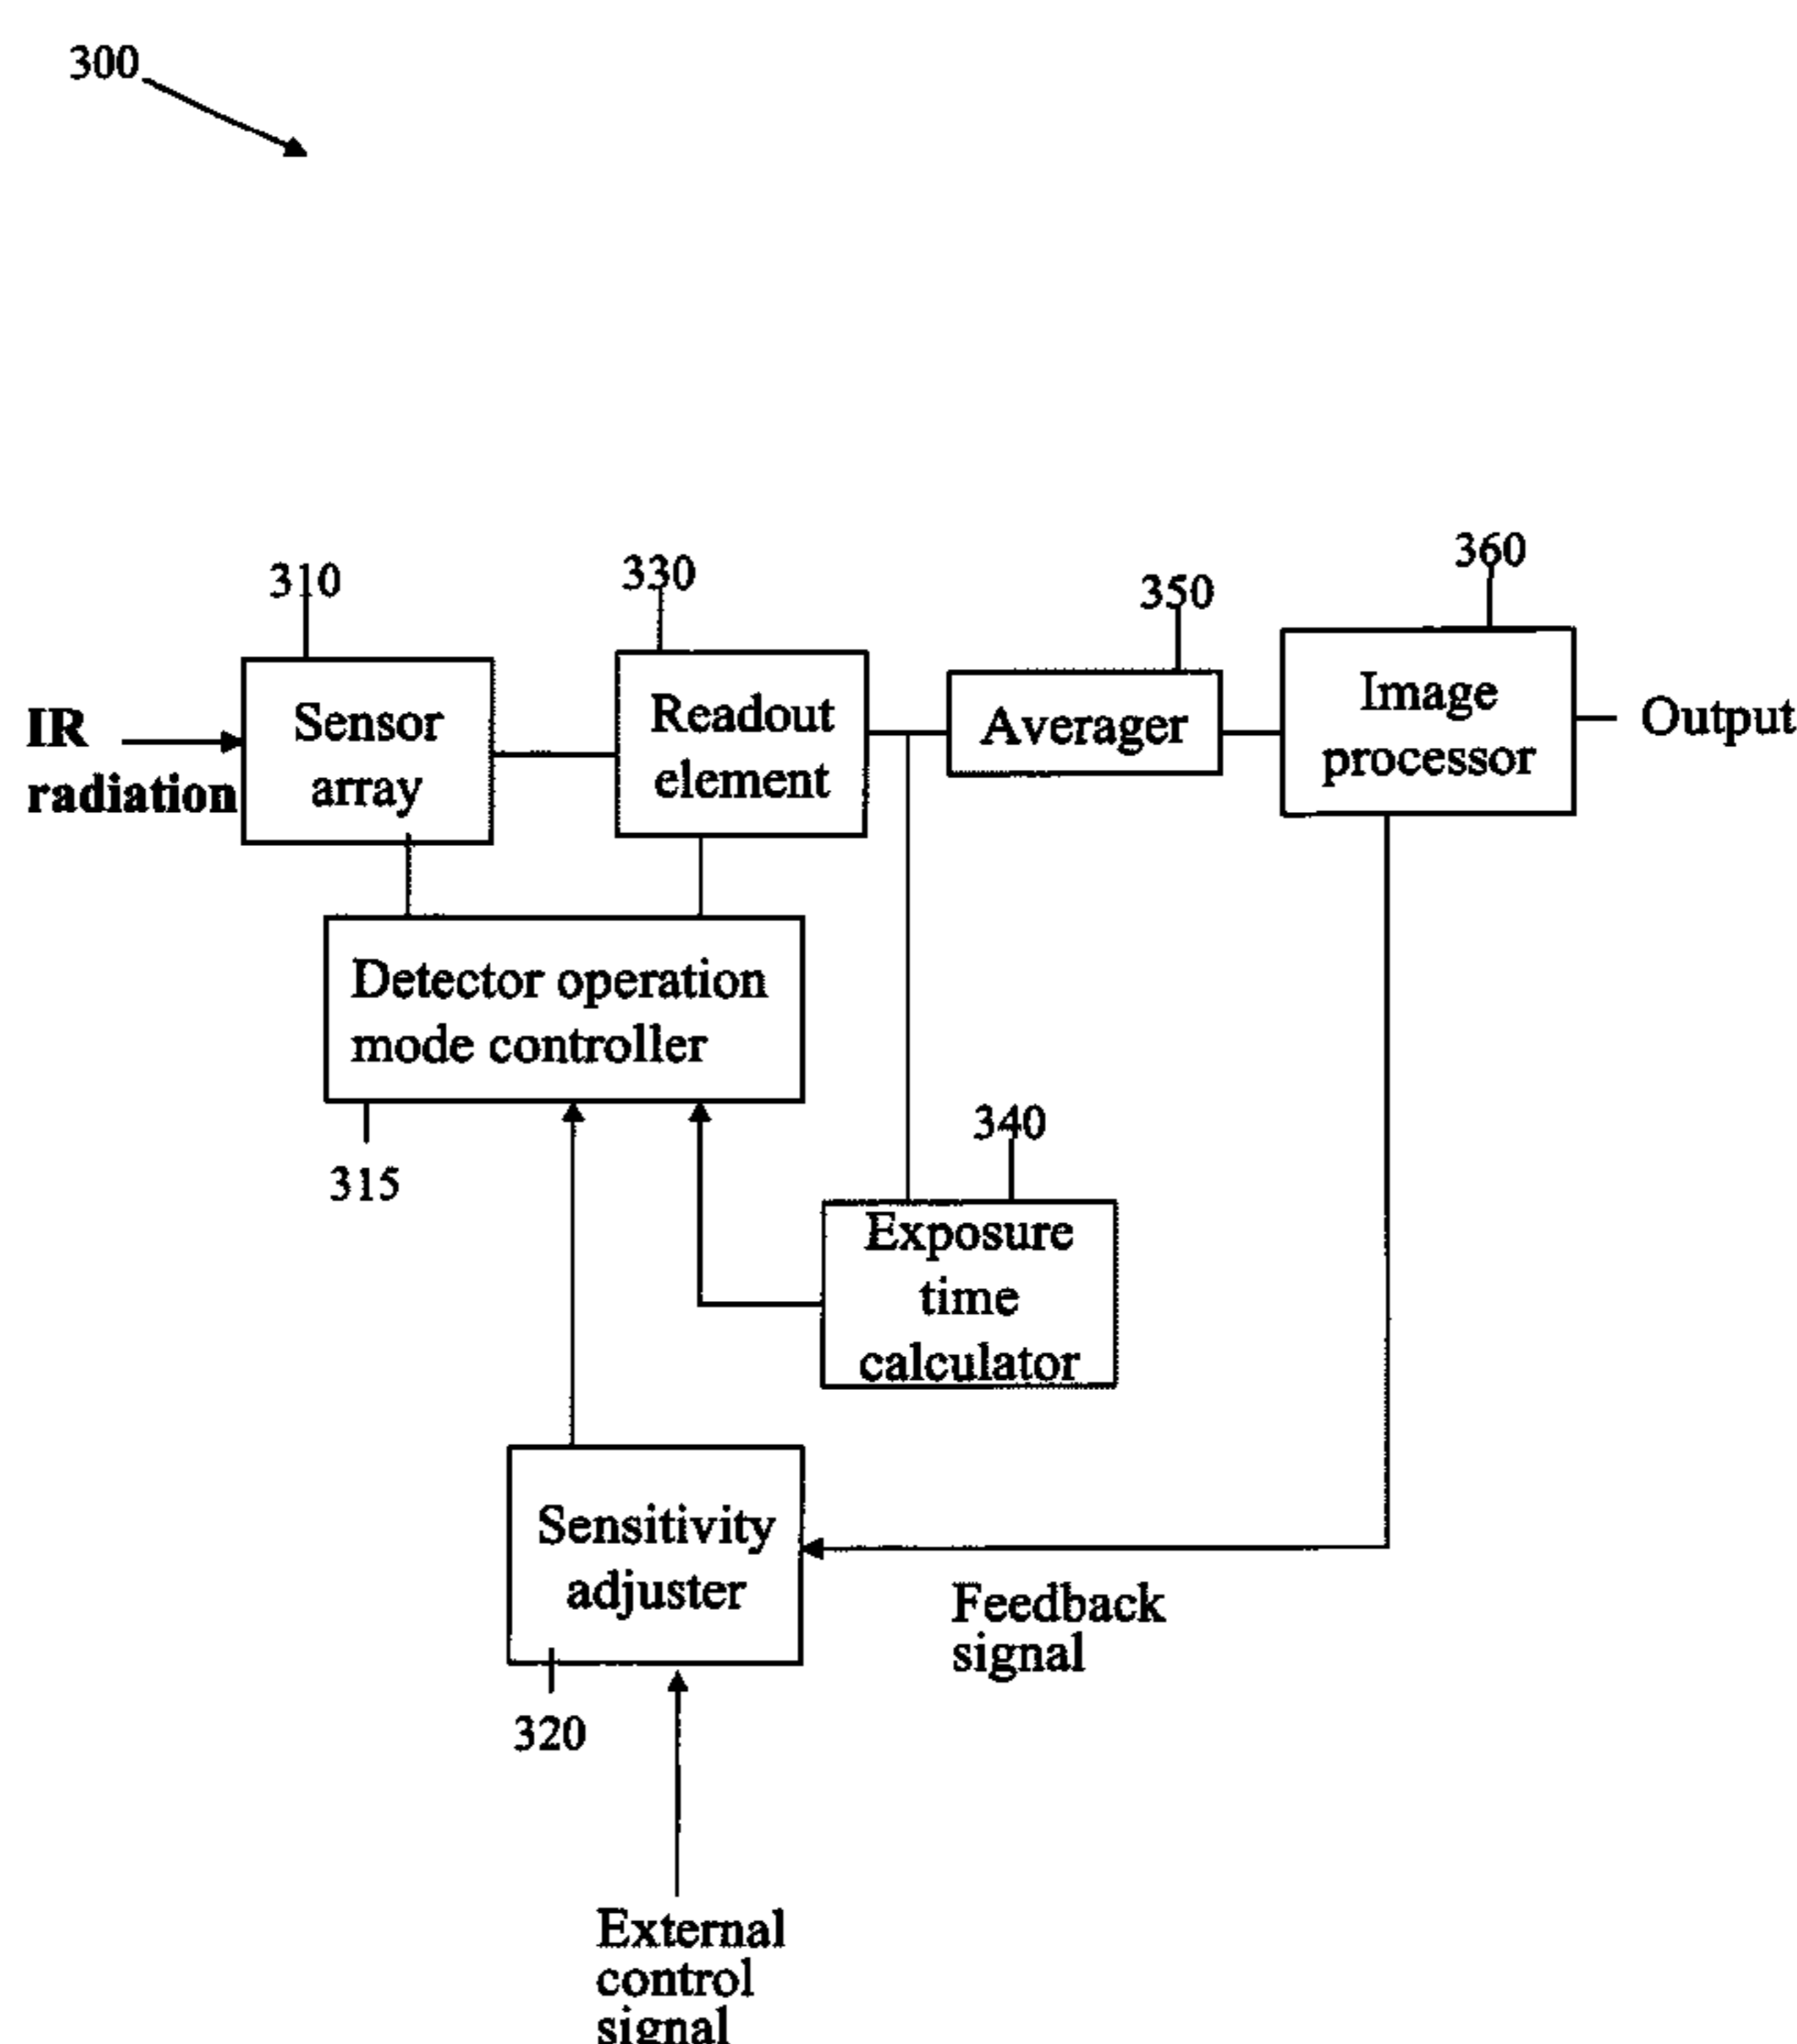 300
310
330
350
360
IR
radiation
Sensor
array
Readout
element
Averager
Image
processor
Output
Detector operation
mode controller
315
340
Exposure
time
calculator
Sensitivity
adjuster
320
Feedback
signal
External
control
signal